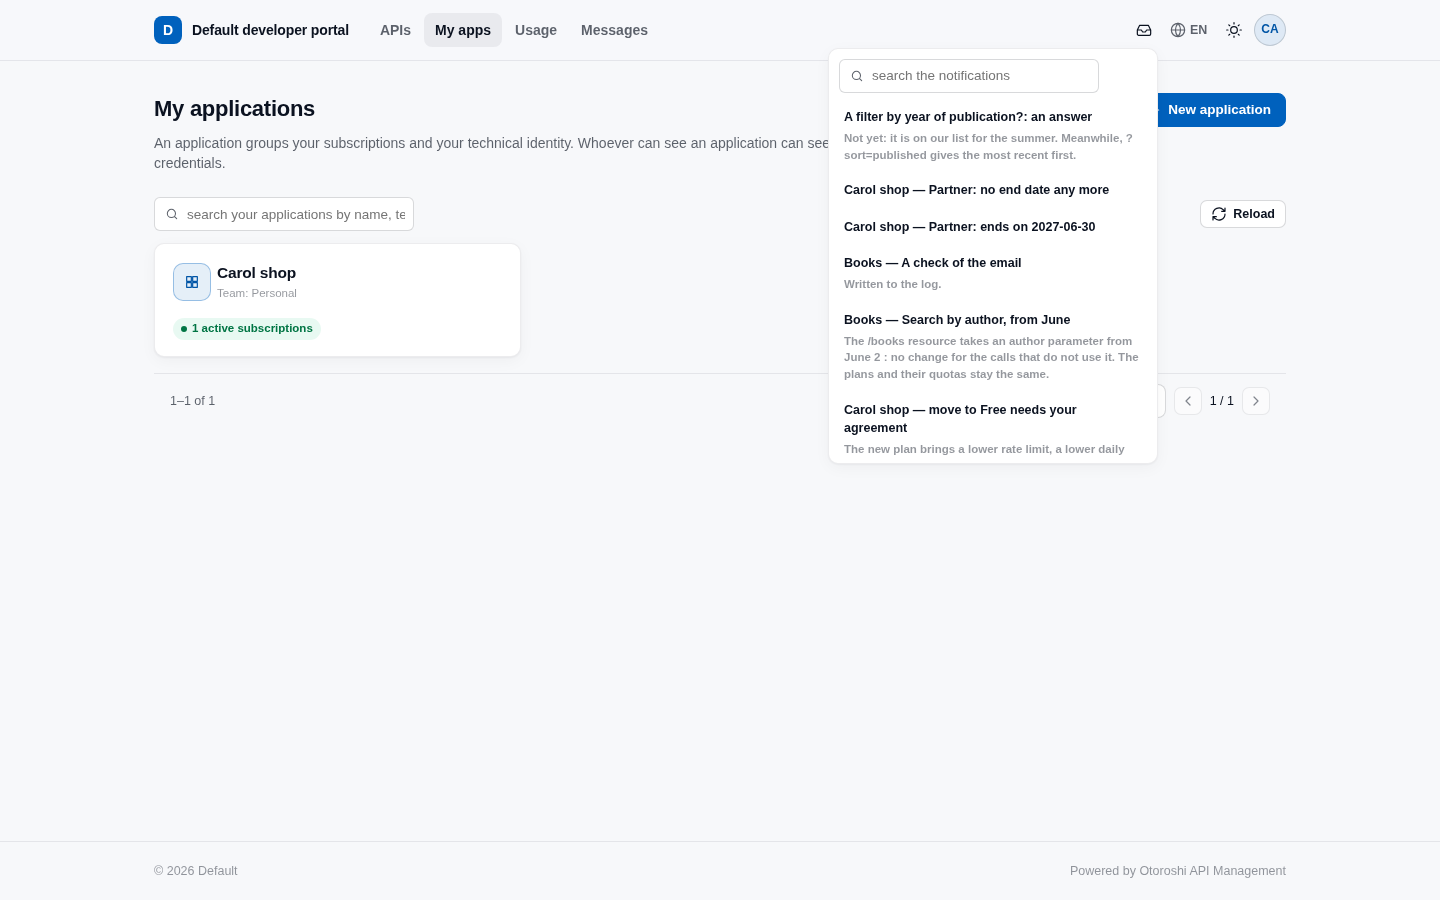 D Default developer portal APIs My apps Usage Messages EN CA
search the notifications
My applications
New application
An application groups your subscriptions and your technical identity. Whoever can see an application can see
credentials.
A filter by year of publication?: an answer
Not yet: it is on our list for the summer. Meanwhile, ?
sort=published gives the most recent first.
Carol shop — Partner: no end date any more
search your applications by name, te
Reload
Carol shop — Partner: ends on 2027-06-30
Carol shop
Team: Personal
1 active subscriptions
Books — A check of the email
Written to the log.
Books — Search by author, from June
The /books resource takes an author parameter from
June 2 : no change for the calls that do not use it. The
plans and their quotas stay the same.
1–1 of 1
1 / 1
Carol shop — move to Free needs your
agreement
The new plan brings a lower rate limit, a lower daily
© 2026 Default
Powered by Otoroshi API Management